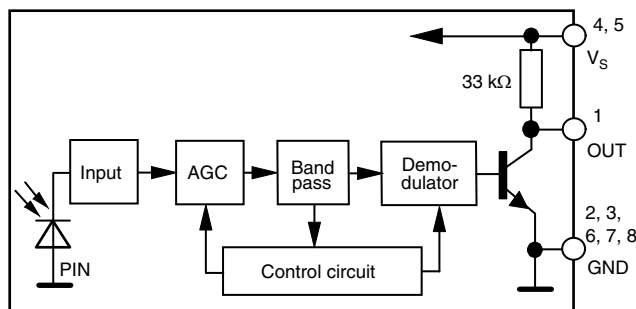 4, 5
V_S
33 kΩ
1
OUT
Input
AGC
Band
pass
Demo-
dulator
2, 3,
6, 7, 8
GND
PIN
Control circuit